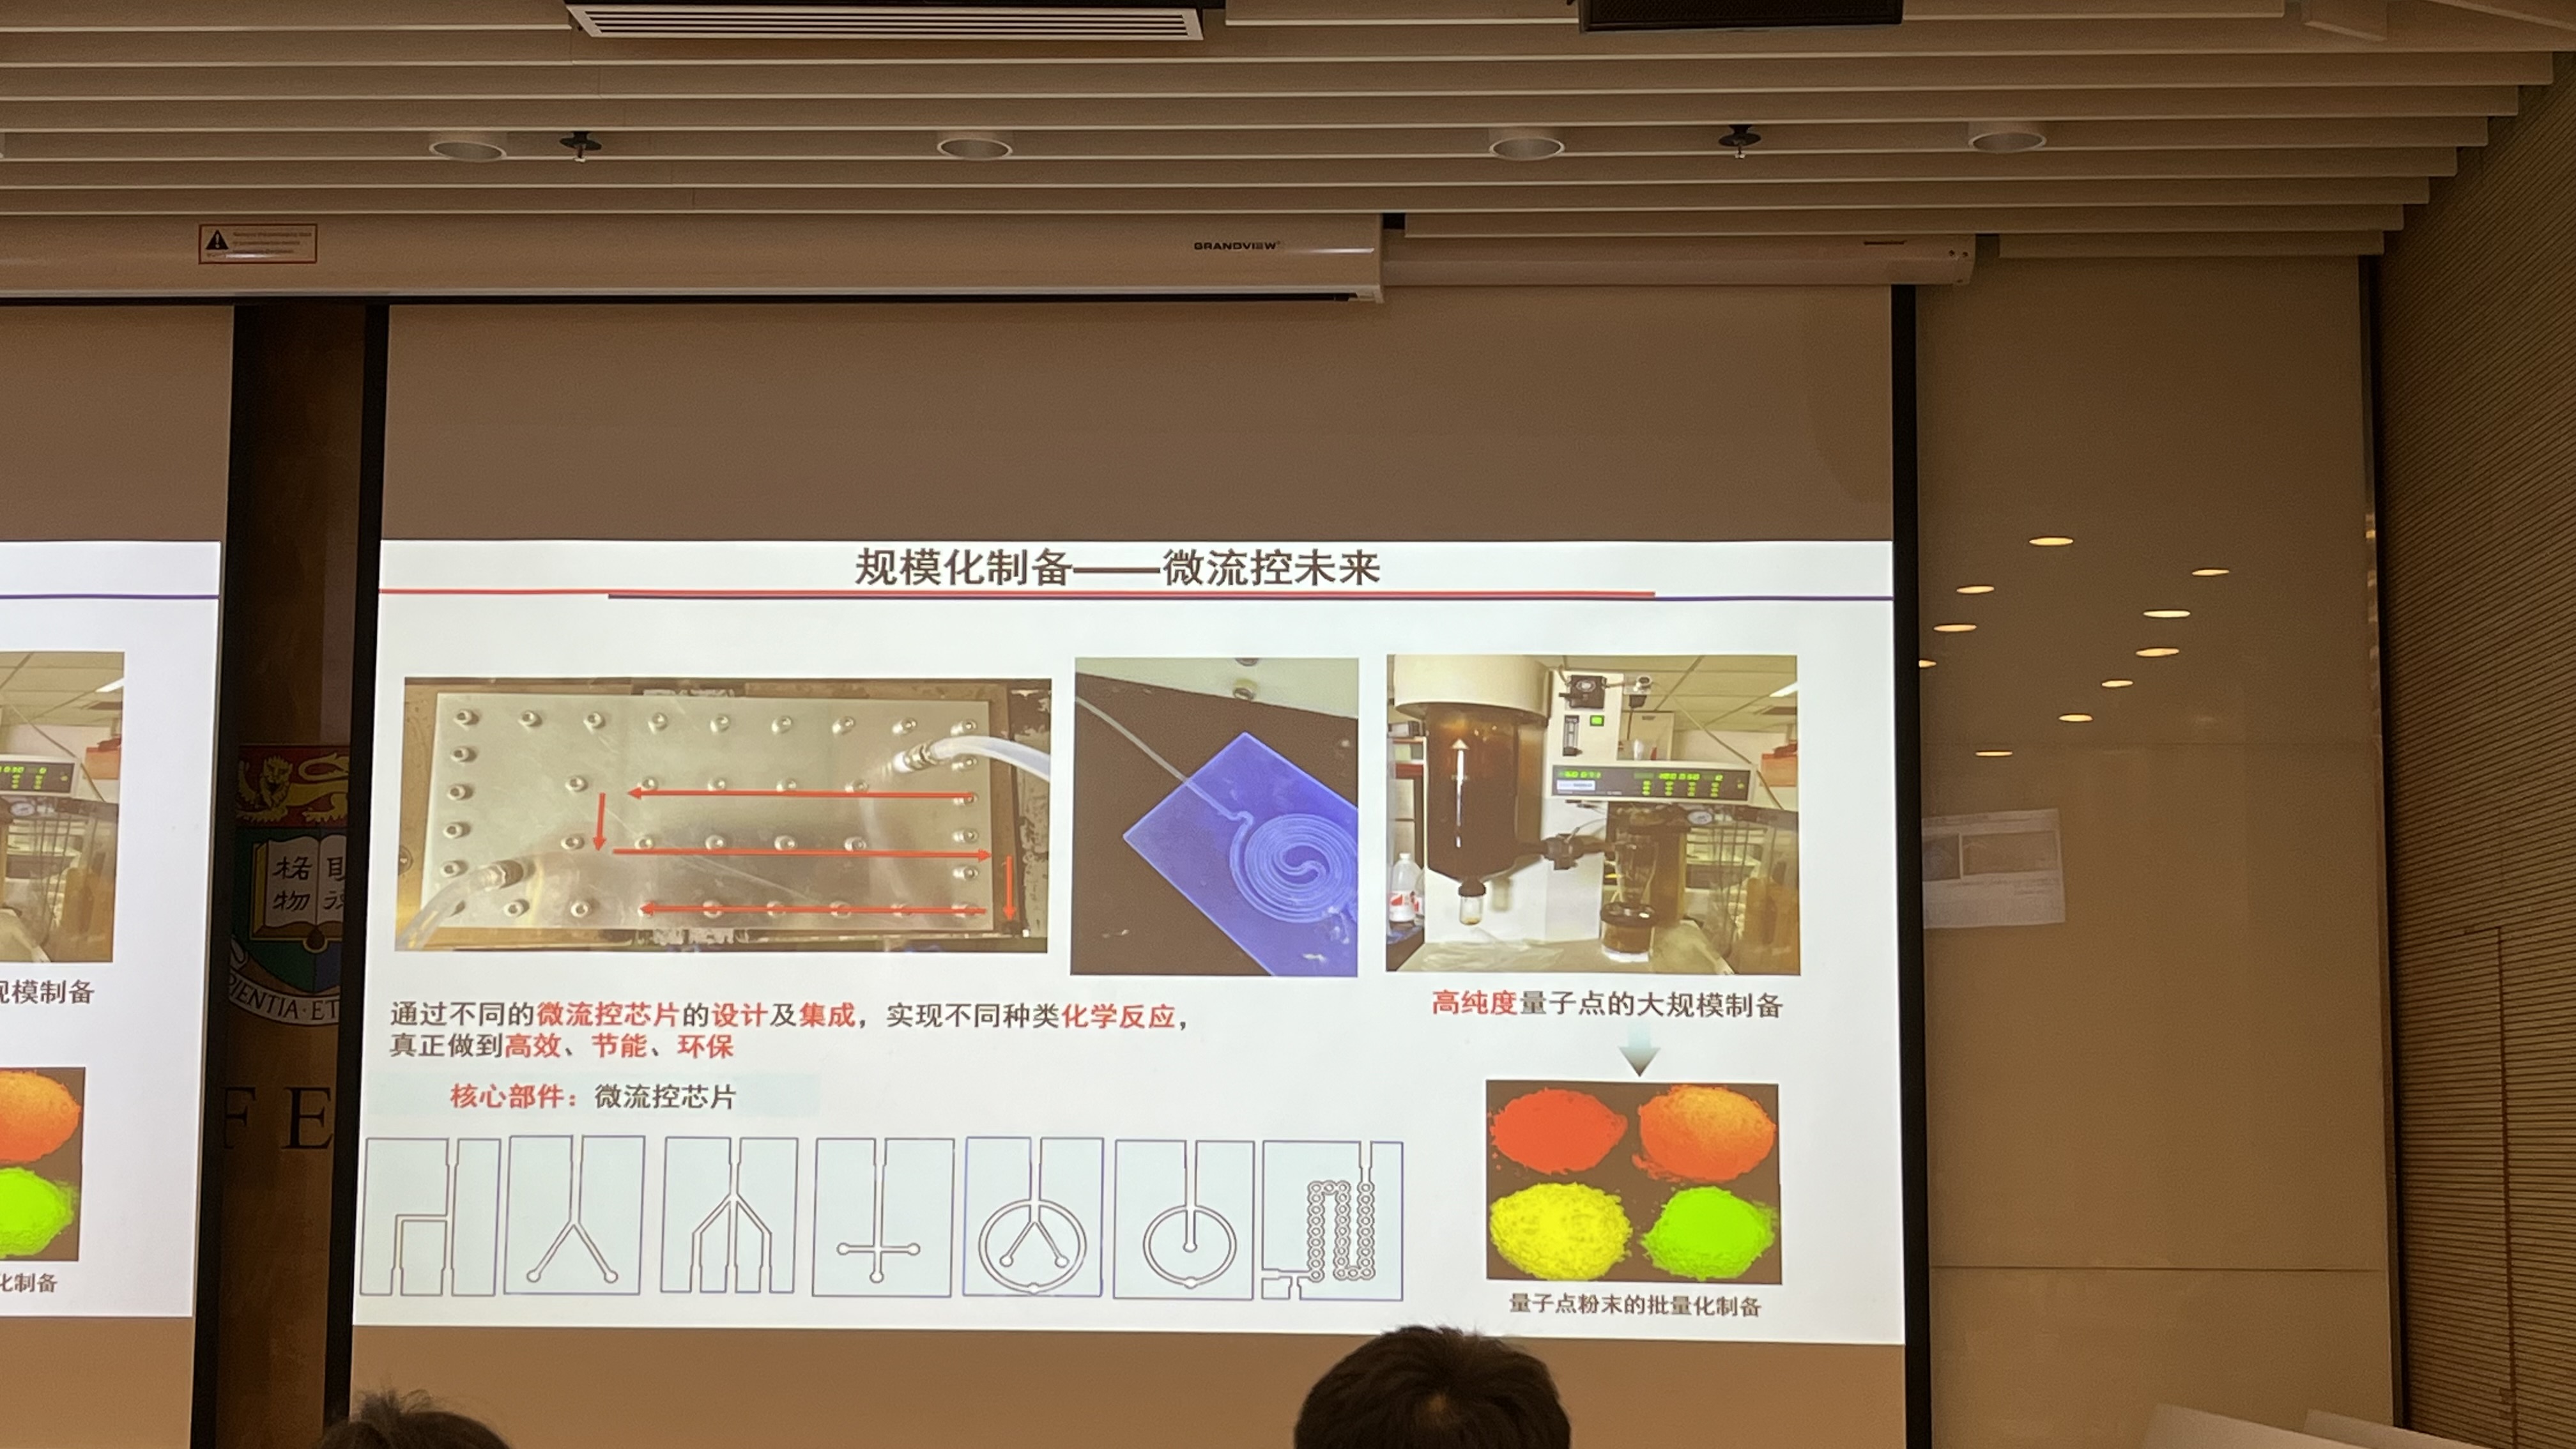 GRANDVIEW
规模化制备——微流控未来
通过不同的微流控芯片的设计及集成，实现不同种类化学反应，
真正做到高效、节能、环保
核心部件：微流控芯片
高纯度量子点的大规模制备
量子点粉末的批量化制备
规模制备
化制备
格
物
PIENTIA·ET
FE